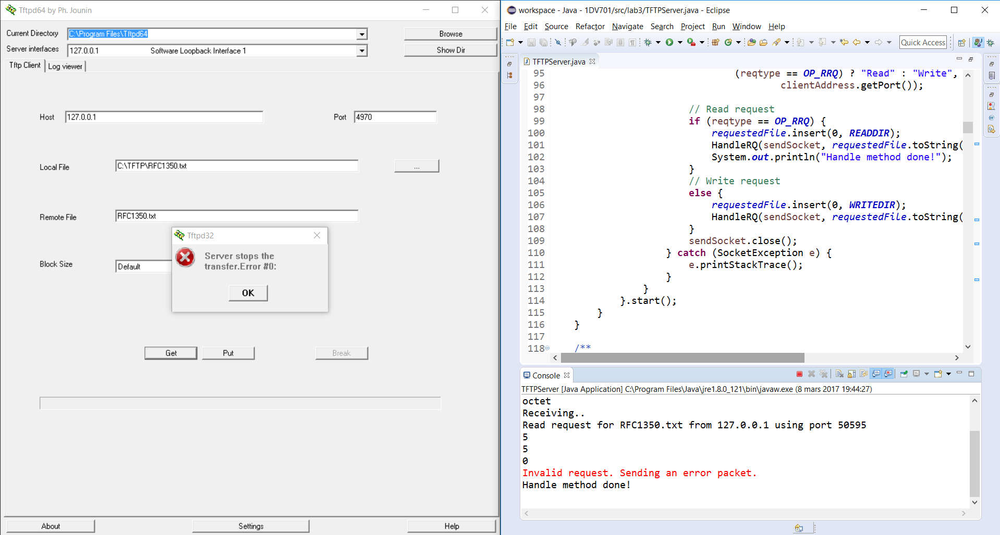 Tftpd64 by Ph. Jounin
Current Directory
C:\Program Files\Tftpd64
Browse
Server interfaces
127.0.0.1 Software Loopback Interface 1
Show Dir
Tftp Client
Log viewer
Host
127.0.0.1
Port
4970
Local File
C:\TFTP\RFC1350.txt
...
Remote File
RFC1350.txt
Block Size
Default
Tftpd32
Server stops the
transfer.Error #0:
OK
Get
Put
Break
About
Settings
Help
workspace - Java - 1DV701/src/lab3/TFTPServer.java - Eclipse
File Edit Source Refactor Navigate Search Project Run Window Help
Quick Access
TFTPServer.java
95 (reqtype == OP_RRQ) ? "Read" : "Write",
96 clientAddress.getPort());
97
98 // Read request
99 if (reqtype == OP_RRQ) {
100 requestedFile.insert(0, READDIR);
101 HandleRQ(sendSocket, requestedFile.toString(
102 System.out.println("Handle method done!");
103 }
104 // Write request
105 else {
106 requestedFile.insert(0, WRITEDIR);
107 HandleRQ(sendSocket, requestedFile.toString(
108 }
109 sendSocket.close();
110 } catch (SocketException e) {
111 e.printStackTrace();
112 }
113 }
114 }.start();
115 }
116 }
117
118 /**
Console
TFTPServer [Java Application] C:\Program Files\Java\jre1.8.0_121\bin\javaw.exe (8 mars 2017 19:44:27)
octet
Receiving..
Read request for RFC1350.txt from 127.0.0.1 using port 50595
5
5
0
Invalid request. Sending an error packet.
Handle method done!